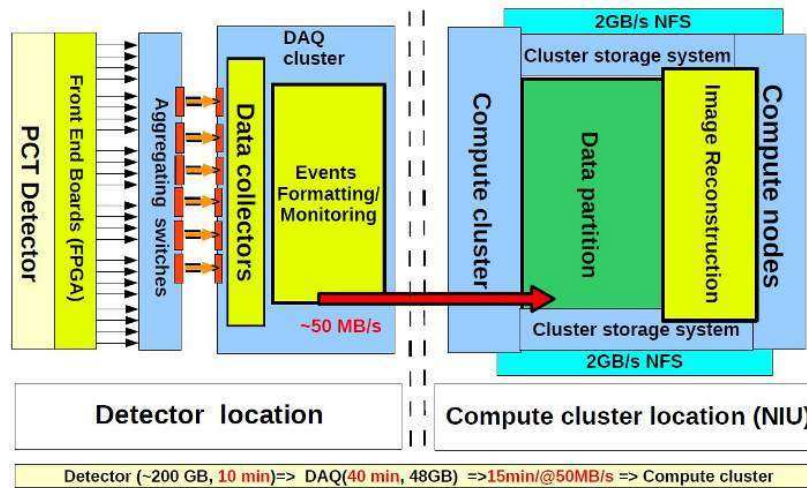 PCT Detector
Front End Boards (FPGA)
Aggregating switches
DAQ
cluster
Data collectors
Events
Formatting/
Monitoring
~50 MB/s
2GB/s NFS
Cluster storage system
Compute cluster
Data partition
Image Reconstruction
Compute nodes
Cluster storage system
2GB/s NFS
Detector location
Compute cluster location (NIU)
Detector (~200 GB, 10 min)=> DAQ(40 min, 48GB) =>15min/@50MB/s => Compute cluster